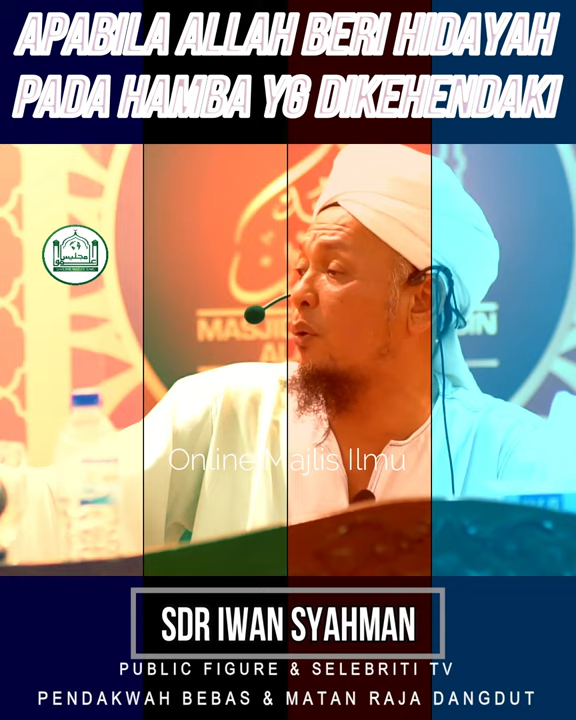 APABILA ALLAH BERI HIDAYAH
PADA HAMBA YG DIKEHENDAKI
MASJID
Online Majlis Ilmu
SDR IWAN SYAHMAN
PUBLIC FIGURE & SELEBRITI TV
PENDAKWAH BEBAS & MATAN RAJA DANGDUT